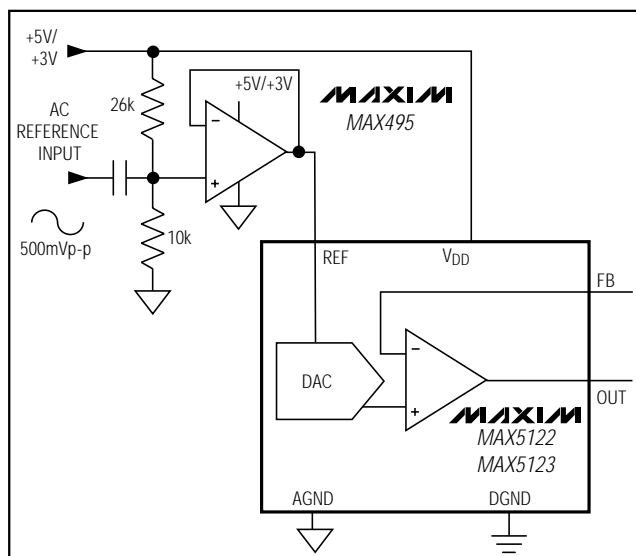 +5V/
+3V
26k
+5V/+3V
MAXIM
MAX495
AC
REFERENCE
INPUT
500mVp-p
10k
REF
VDD
FB
DAC
OUT
MAXIM
MAX5122
MAX5123
AGND
DGND